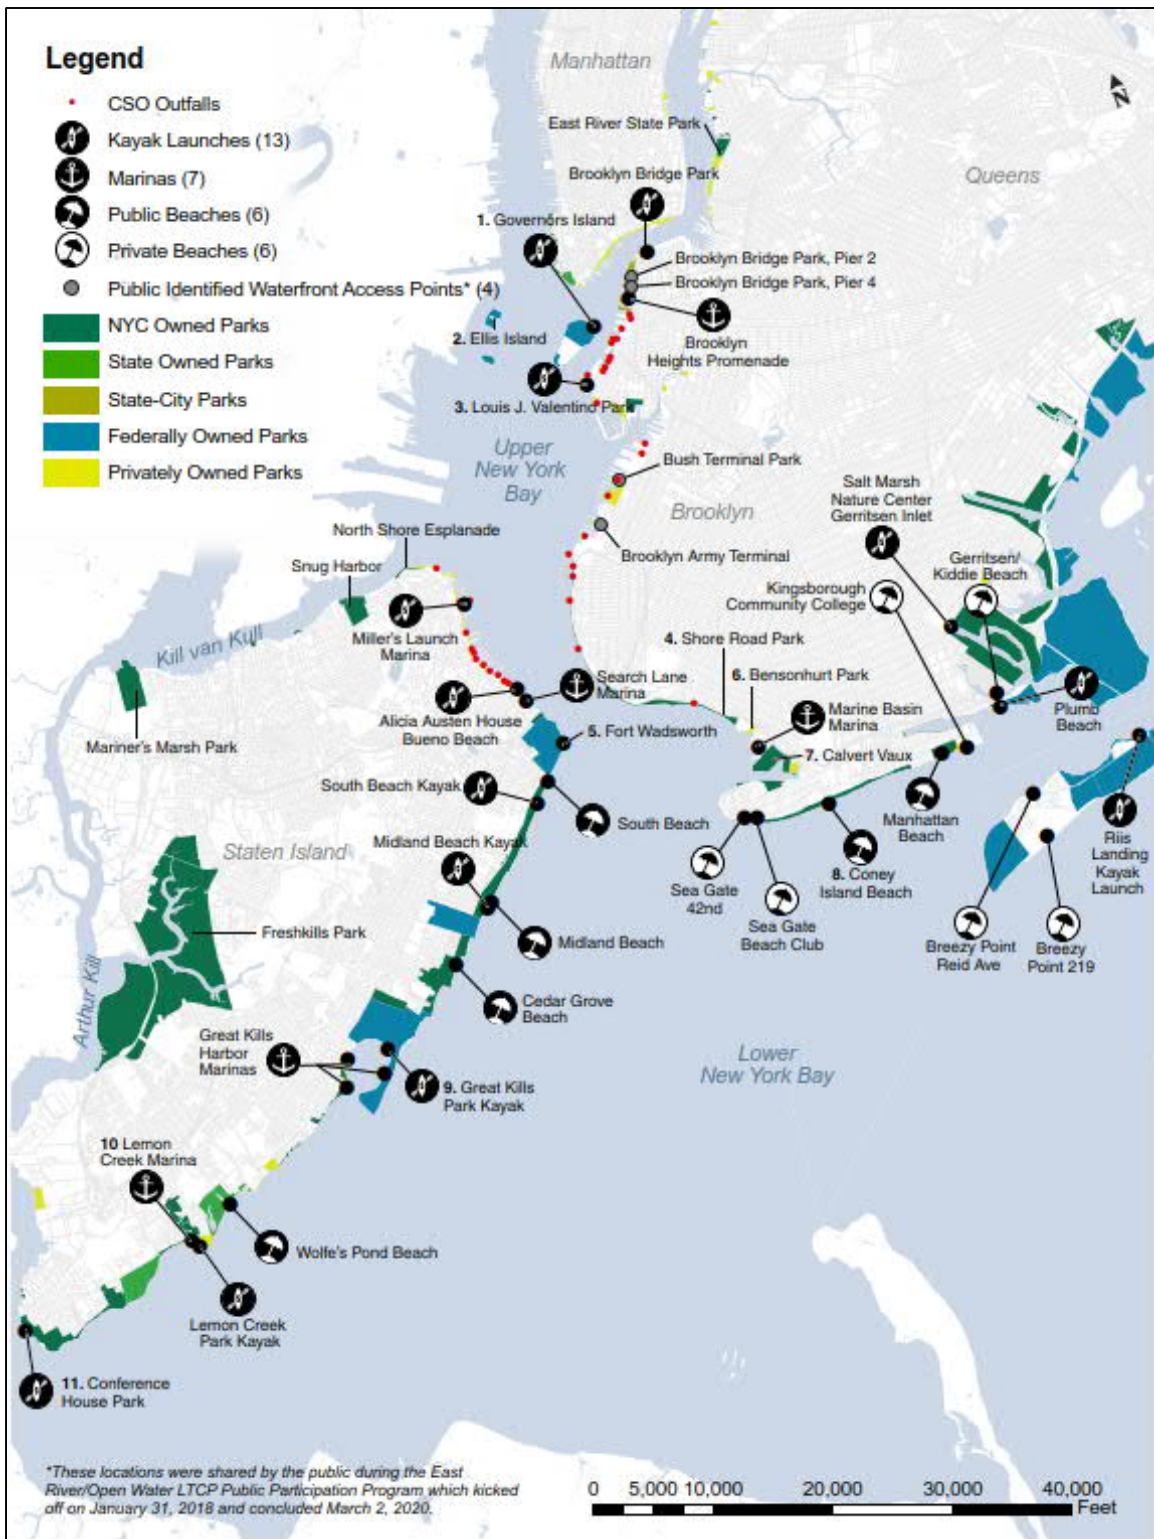 Legend
CSO Outfalls
Kayak Launches (13)
Marinas (7)
Public Beaches (6)
Private Beaches (6)
Public Identified Waterfront Access Points* (4)
NYC Owned Parks
State Owned Parks
State-City Parks
Federally Owned Parks
Privately Owned Parks
Manhattan
N
East River State Park
Brooklyn Bridge Park
Queens
1. Governors Island
Brooklyn Bridge Park, Pier 2
Brooklyn Bridge Park, Pier 4
2. Ellis Island
Brooklyn
Heights Promenade
3. Louis J. Valentino Park
Upper
New York
Bay
Bush Terminal Park
Salt Marsh
Nature Center
Gerritsen Inlet
Brooklyn
North Shore Esplanade
Brooklyn Army Terminal
Gerritsen/
Kiddie Beach
Snug Harbor
Kingsborough
Community College
Kill van Kull
Miller's Launch
Marina
4. Shore Road Park
6. Bensonhurt Park
Search Lane
Marina
Alicia Austen House
Bueno Beach
Marine Basin
Marina
Plumb
Beach
Mariner's Marsh Park
5. Fort Wadsworth
7. Calvert Vaux
South Beach Kayak
South Beach
Manhattan
Beach
Riis
Landing
Kayak
Launch
Midland Beach Kayak
Staten Island
8. Coney
Island Beach
Sea Gate
42nd
Sea Gate
Beach Club
Freshkills Park
Midland Beach
Breezy Point
Reid Ave
Breezy
Point 219
Arthur Kill
Cedar Grove
Beach
Great Kills
Harbor
Marinas
Lower
New York Bay
9. Great Kills
Park Kayak
10 Lemon
Creek Marina
Wolfe's Pond Beach
Lemon Creek
Park Kayak
11. Conference
House Park
*These locations were shared by the public during the East
River/Open Water LTCP Public Participation Program which kicked
off on January 31, 2018 and concluded March 2, 2020.
0 5,000 10,000 20,000 30,000 40,000
Feet